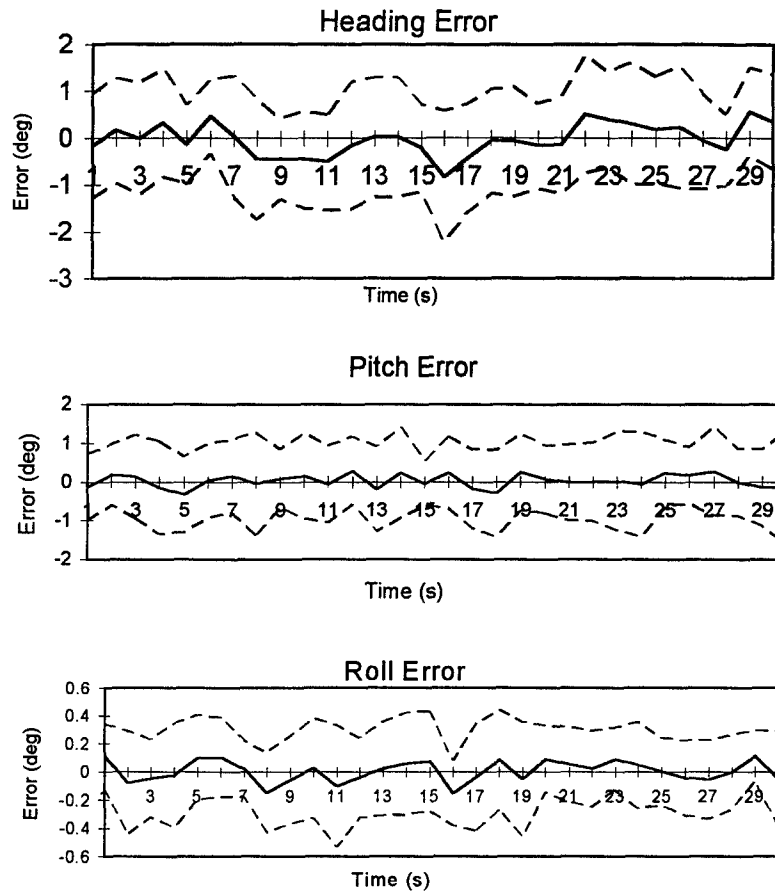 Heading Error
2
1
0
-1
-2
-3
Error (deg)
1 3 5 7 9 11 13 15 17 19 21 23 25 27 29
Time (s)
Pitch Error
2
1
0
-1
-2
Error (deg)
1 3 5 7 9 11 13 15 17 19 21 23 25 27 29
Time (s)
Roll Error
0.6
0.4
0.2
0
-0.2
-0.4
-0.6
Error (deg)
3 5 7 9 11 13 15 17 19 21 23 25 27 29
Time (s)